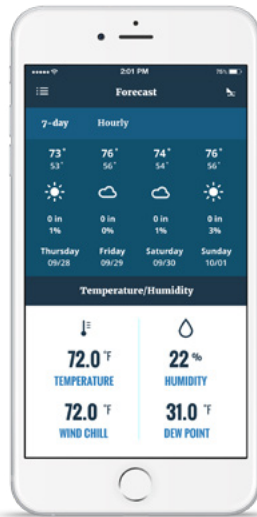 2:01 PM 76%
Forecast
7-day Hourly
73° 76° 74° 76°
53° 56° 54° 56°
0 in 0 in 0 in 0 in
1% 0% 1% 3%
Thursday Friday Saturday Sunday
09/28 09/29 09/30 10/01
Temperature/Humidity
72.0 °F 22 %
TEMPERATURE HUMIDITY
72.0 °F 31.0 °F
WIND CHILL DEW POINT